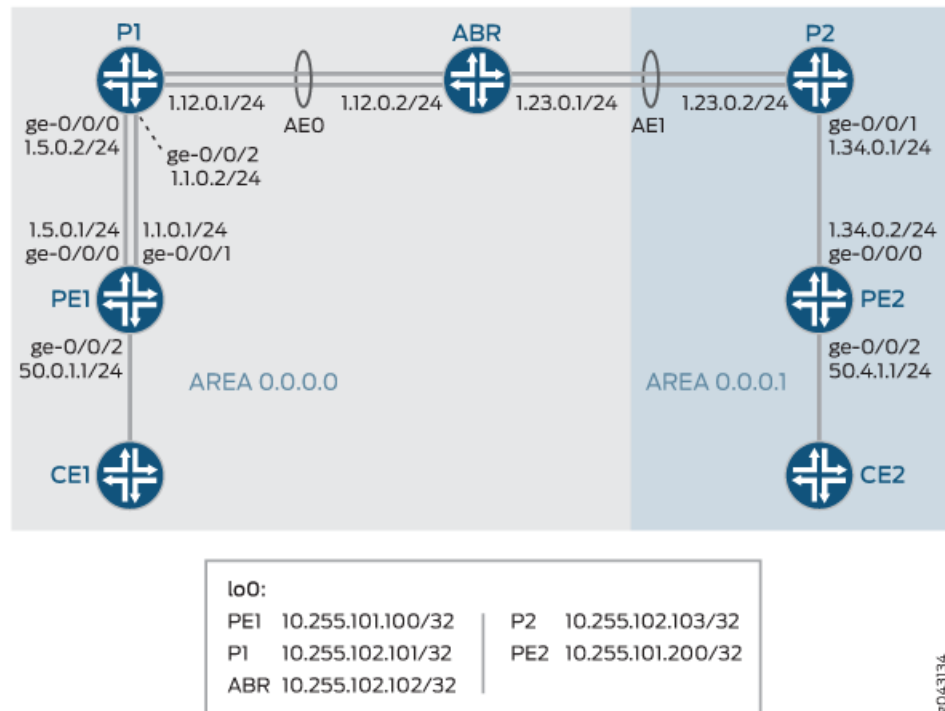 P1 ABR P2
1.12.0.1/24 1.12.0.2/24 1.23.0.1/24 1.23.0.2/24
AE0 AE1
ge-0/0/0
1.5.0.2/24
ge-0/0/2
1.1.0.2/24
ge-0/0/1
1.34.0.1/24
1.5.0.1/24 1.1.0.1/24
ge-0/0/0 ge-0/0/1
1.34.0.2/24
ge-0/0/0
PE1 PE2
ge-0/0/2
50.0.1.1/24
ge-0/0/2
50.4.1.1/24
AREA 0.0.0.0 AREA 0.0.0.1
CE1 CE2
lo0:
PE1 10.255.101.100/32 P2 10.255.102.103/32
P1 10.255.102.101/32 PE2 10.255.101.200/32
ABR 10.255.102.102/32
g043134